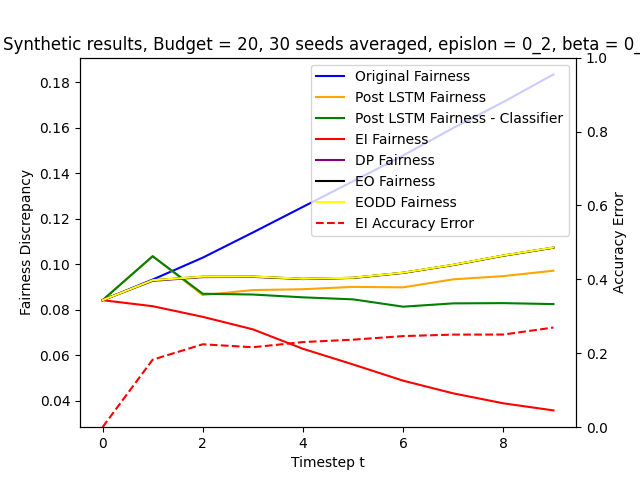 Synthetic results, Budget = 20, 30 seeds averaged, epislon = 0_2, beta = 0_
Original Fairness
Post LSTM Fairness
Post LSTM Fairness - Classifier
EI Fairness
DP Fairness
EO Fairness
EODD Fairness
EI Accuracy Error
Fairness Discrepancy
0.18
0.16
0.14
0.12
0.10
0.08
0.06
0.04
1.0
0.8
0.6
0.4
0.2
0.0
Accuracy Error
0 2 4 6 8
Timestep t